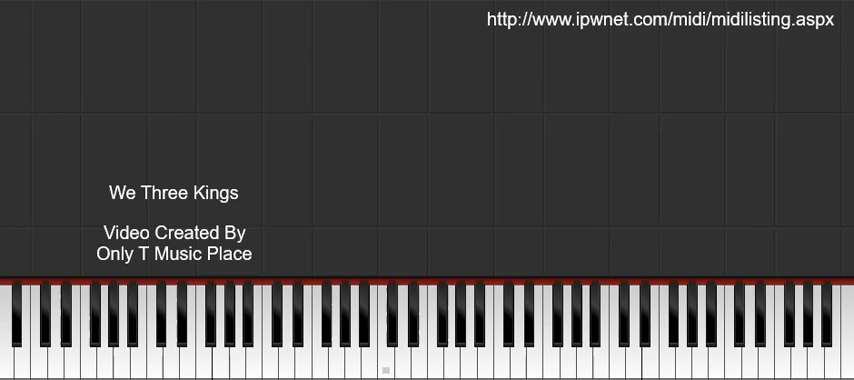 http://www.ipwnet.com/midi/midilisting.aspx
We Three Kings
Video Created By
Only T Music Place